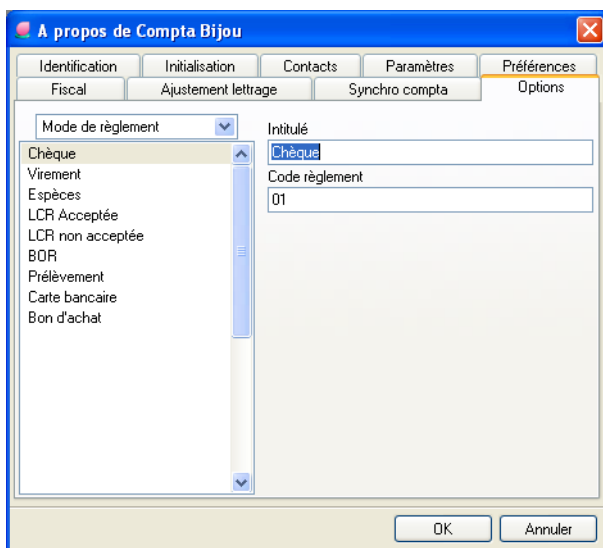 A propos de Compta Bijou
Identification Initialisation Contacts Paramètres Préférences
Fiscal Ajustement lettrage Synchro compta Options
Mode de règlement
Chèque
Virement
Espèces
LCR Acceptée
LCR non acceptée
BOR
Prélèvement
Carte bancaire
Bon d'achat
Intitulé
Chèque
Code règlement
01
OK Annuler